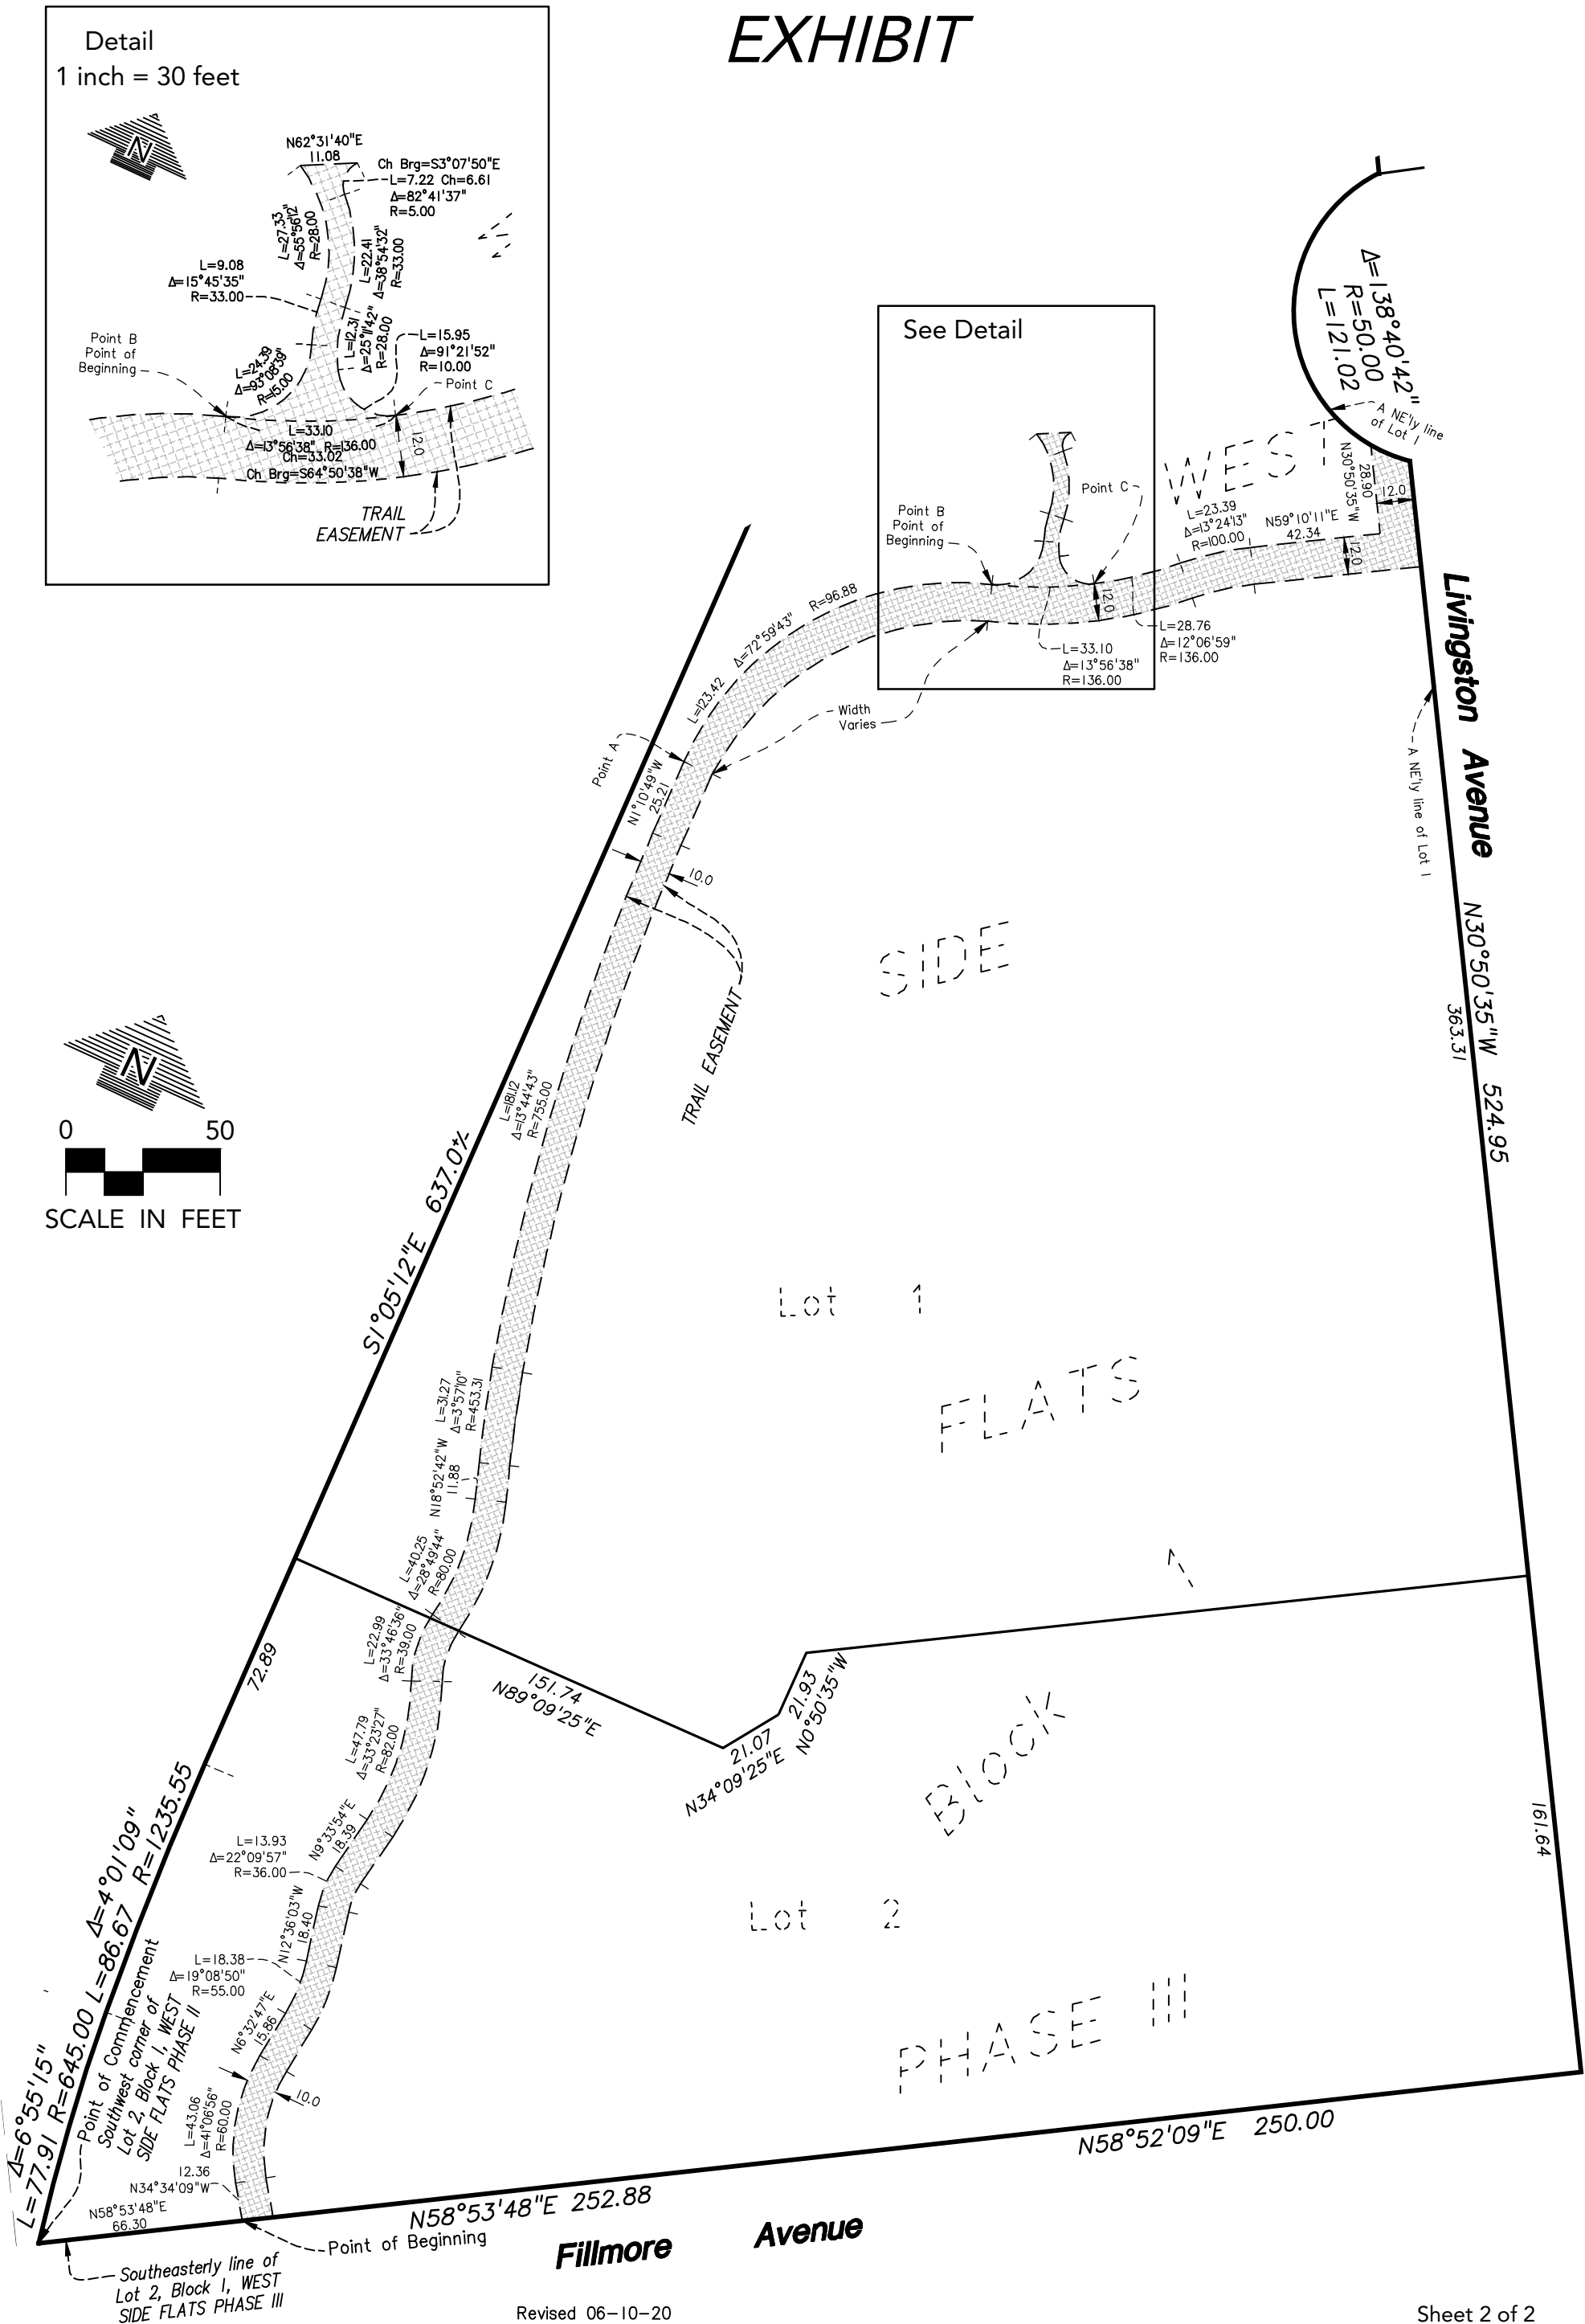 EXHIBIT
Detail
1 inch = 30 feet
N
N62°31'40"E
11.08
Ch Brg=S3°07'50"E
L=7.22 Ch=6.61
Δ=82°41'37"
R=5.00
L=27.33
Δ=55°56'12"
R=28.00
L=22.41
Δ=38°54'32"
R=33.00
W
L=9.08
Δ=15°45'35"
R=33.00
L=12.31
Δ=25°11'42"
R=28.00
L=15.95
Δ=91°21'52"
R=10.00
Point C
Point B
Point of
Beginning
L=24.39
Δ=93°08'39"
R=15.00
L=33.10
Δ=13°56'38" R=136.00
Ch=33.02
Ch Brg=S64°50'38"W
12.0
TRAIL
EASEMENT
See Detail
Point B
Point of
Beginning
Point C
12.0
L=33.10
Δ=13°56'38"
R=136.00
L=28.76
Δ=12°06'59"
R=136.00
Δ=138°40'42"
R=50.00
L=121.02
A NE'ly line
of Lot 1
WEST
28.90
N30°50'35"W
12.0
L=23.39
Δ=13°24'13"
R=100.00
N59°10'11"E
42.34
12.0
Livingston Avenue
A NE'ly line of Lot 1
N30°50'35"W 524.95
363.31
161.64
L=123.42 Δ=72°59'43" R=96.88
Width
Varies
Point A
N1°10'49"W
25.21
10.0
SIDE
TRAIL EASEMENT
N
0 50
SCALE IN FEET
L=181.12
Δ=13°44'43"
R=755.00
S1°05'12"E 637.0+/-
Lot 1
FLATS
L=31.27
Δ=3°57'10"
R=453.31
N18°52'42"W
11.88
L=40.25
Δ=28°49'44"
R=80.00
L=22.99
Δ=33°46'36"
R=39.00
72.89
151.74
N89°09'25"E
21.07
N34°09'25"E
21.93
N0°50'35"W
1
Block
L=47.79
Δ=33°23'27"
R=82.00
N9°33'54"E
18.39
L=13.93
Δ=22°09'57"
R=36.00
N12°36'03"W
18.40
Lot 2
L=18.38
Δ=19°08'50"
R=55.00
N6°32'47"E
15.86
PHASE III
Δ=4°01'09"
L=86.67 R=1235.55
Δ=6°55'15"
L=77.91 R=645.00
Point of Commencement
Southwest corner of
Lot 2, Block 1, WEST
SIDE FLATS PHASE II
L=43.06
Δ=41°06'56"
R=60.00
10.0
12.36
N34°34'09"W
N58°53'48"E
66.30
N58°53'48"E 252.88
N58°52'09"E 250.00
Point of Beginning
Fillmore Avenue
Southeasterly line of
Lot 2, Block 1, WEST
SIDE FLATS PHASE III
Revised 06-10-20
Sheet 2 of 2